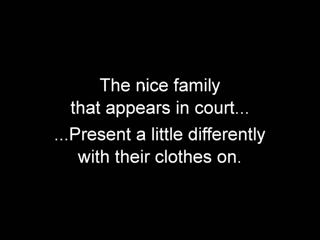 The nice family
that appears in court...
...Present a little differently
with their clothes on.